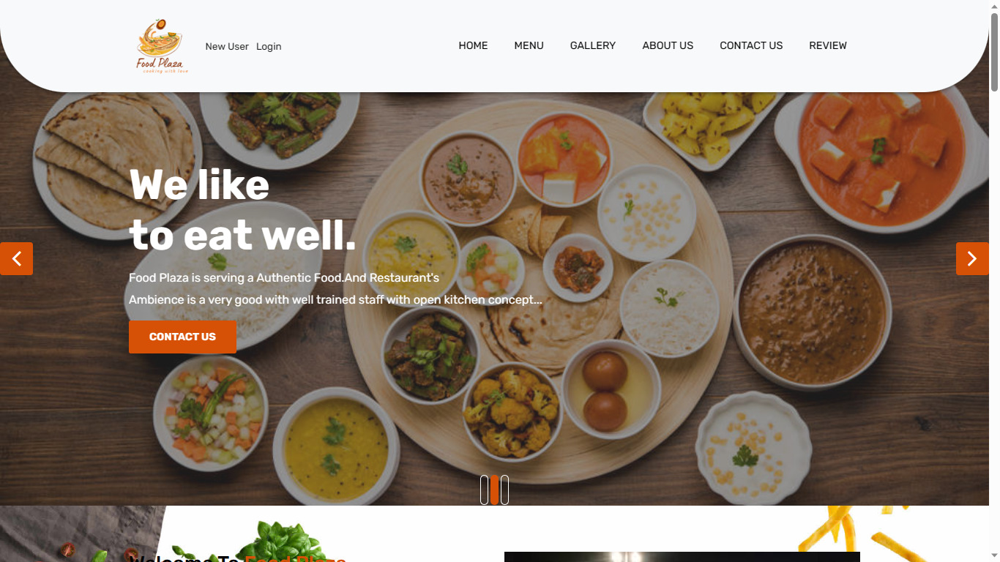 Food Plaza
cooking with love
New User Login
HOME MENU GALLERY ABOUT US CONTACT US REVIEW
We like
to eat well.
Food Plaza is serving a Authentic Food.And Restaurant's
Ambience is a very good with well trained staff with open kitchen concept...
CONTACT US
Welcome To Food Plaza